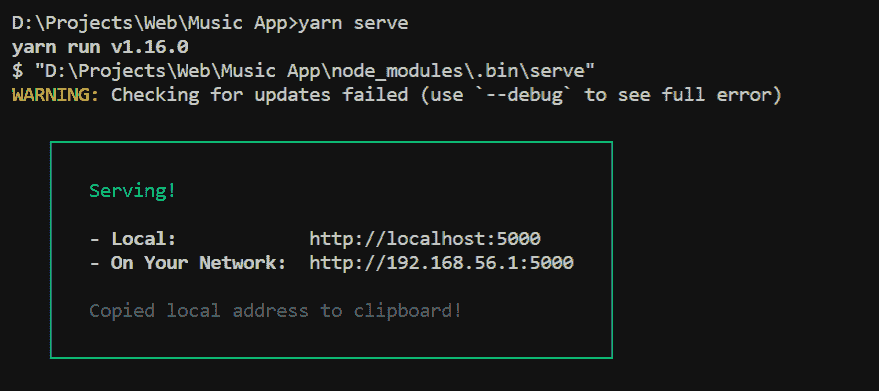 D:\Projects\Web\Music App>yarn serve
yarn run v1.16.0
$ "D:\Projects\Web\Music App\node_modules\.bin\serve"
WARNING: Checking for updates failed (use `--debug` to see full error)
Serving!
- Local: http://localhost:5000
- On Your Network: http://192.168.56.1:5000
Copied local address to clipboard!